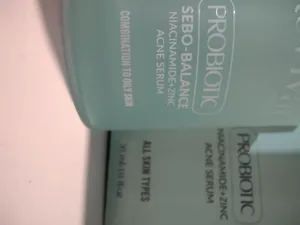 PROBIOTIC
SEBO-BALANCE
NIACINAMIDE+ZINC
ACNE SERUM
COMBINATION TO OILY SKIN
PROBIOTIC
NIACINAMIDE+ZINC
ACNE SERUM
ALL SKIN TYPES